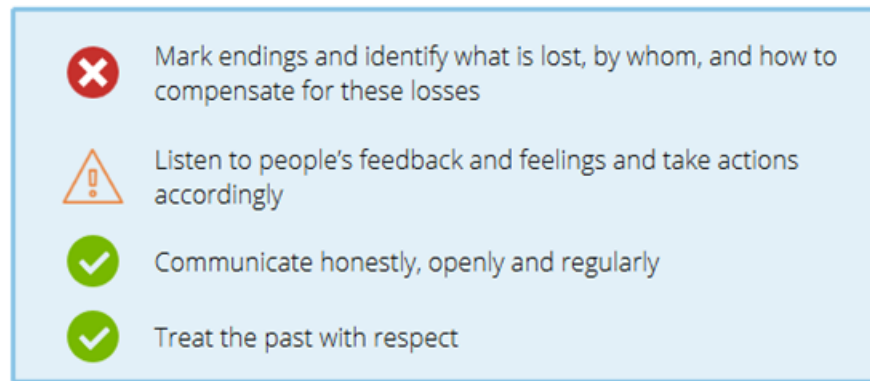 Mark endings and identify what is lost, by whom, and how to
compensate for these losses
Listen to people's feedback and feelings and take actions
accordingly
Communicate honestly, openly and regularly
Treat the past with respect